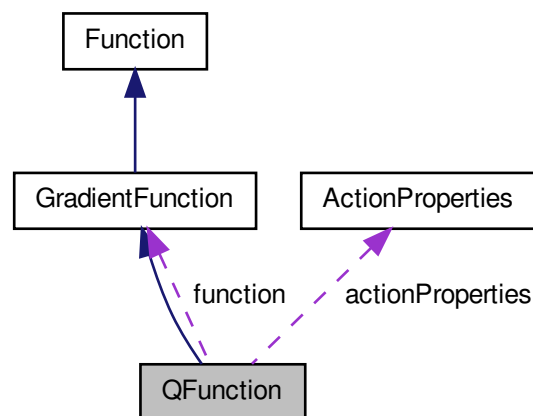 Function
GradientFunction
ActionProperties
function
actionProperties
QFunction